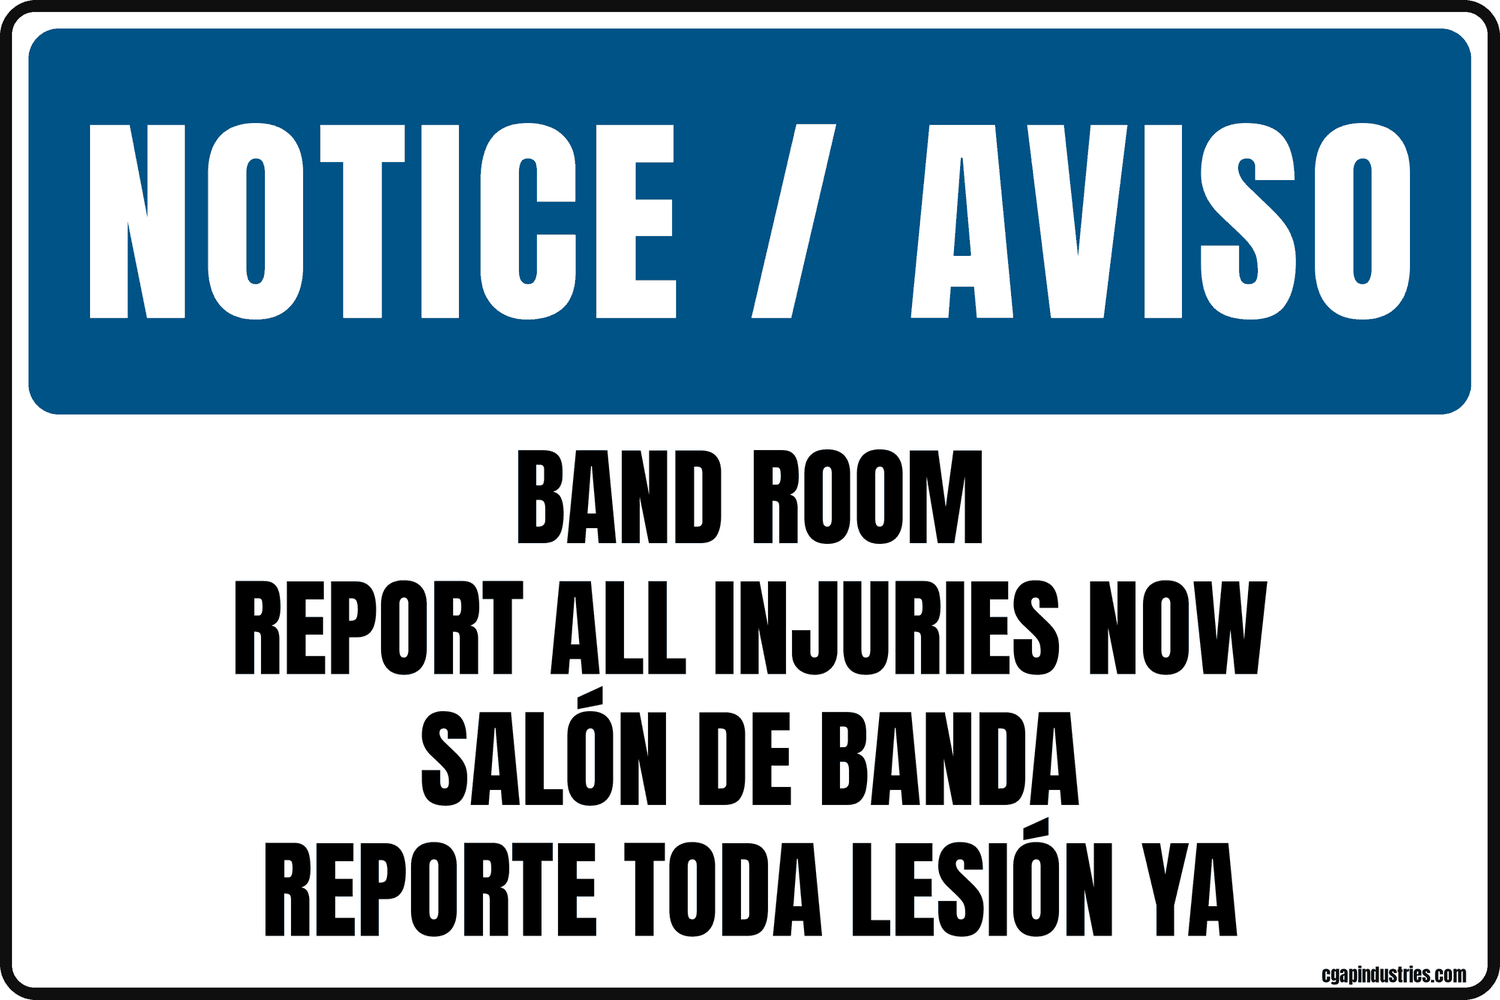 NOTICE / AVISO
BAND ROOM
REPORT ALL INJURIES NOW
SALÓN DE BANDA
REPORTE TODA LESIÓN YA
cgapindustries.com